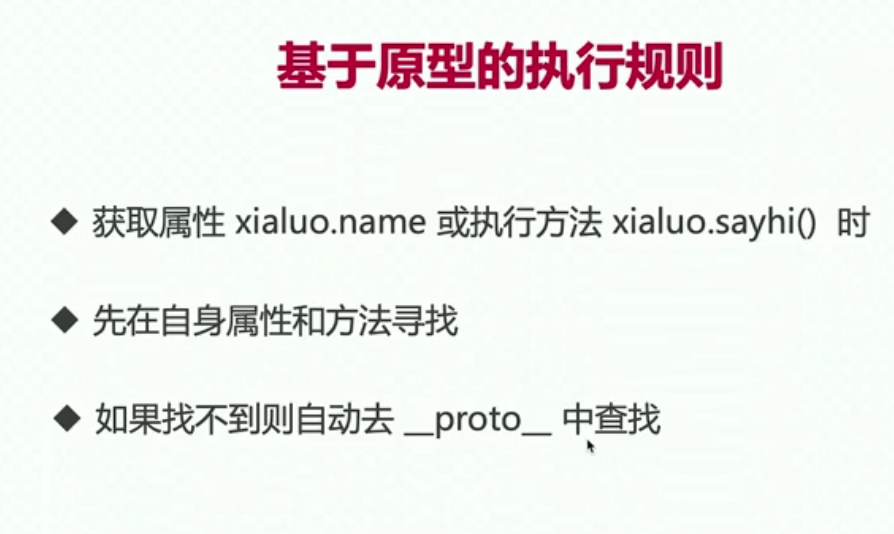 基于原型的执行规则
◆ 获取属性 xialuo.name 或执行方法 xialuo.sayhi() 时
◆ 先在自身属性和方法寻找
◆ 如果找不到则自动去 __proto__ 中查找